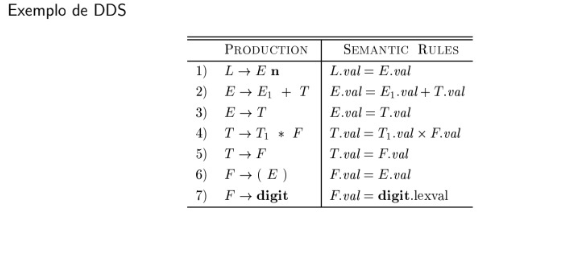 Exemplo de DDS
PRODUCTION SEMANTIC RULES
1) L → E n L.val = E.val
2) E → E₁ + T E.val = E₁.val + T.val
3) E → T E.val = T.val
4) T → T₁ * F T.val = T₁.val × F.val
5) T → F T.val = F.val
6) F → ( E ) F.val = E.val
7) F → digit F.val = digit.lexval